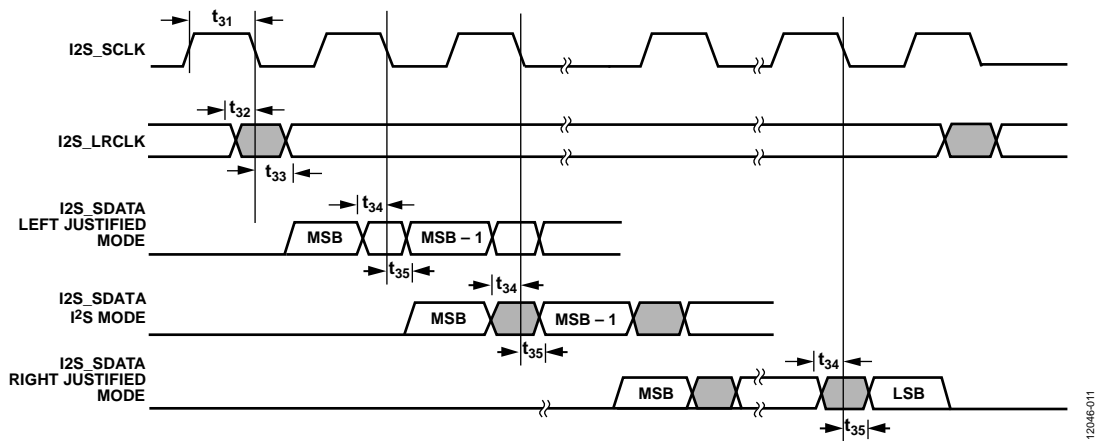 t31
I2S_SCLK
t32
I2S_LRCLK
t33
I2S_SDATA
LEFT JUSTIFIED
MODE
t34
MSB
MSB – 1
t35
I2S_SDATA
I²S MODE
t34
MSB
MSB – 1
t35
I2S_SDATA
RIGHT JUSTIFIED
MODE
t34
MSB
LSB
t35
12046-011